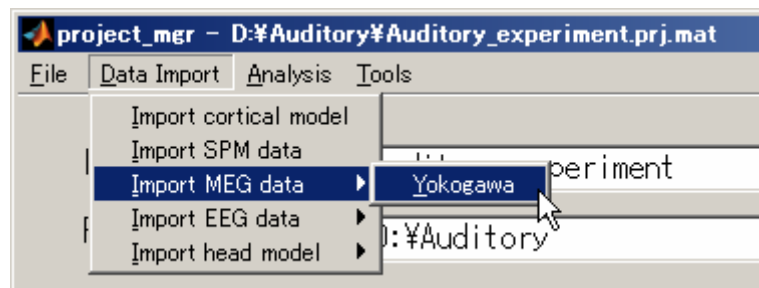 project_mgr - D:¥Auditory¥Auditory_experiment.prj.mat
File Data Import Analysis Tools
Import cortical model
Import SPM data
Import MEG data
Yokogawa
periment
Import EEG data
Import head model
D:¥Auditory